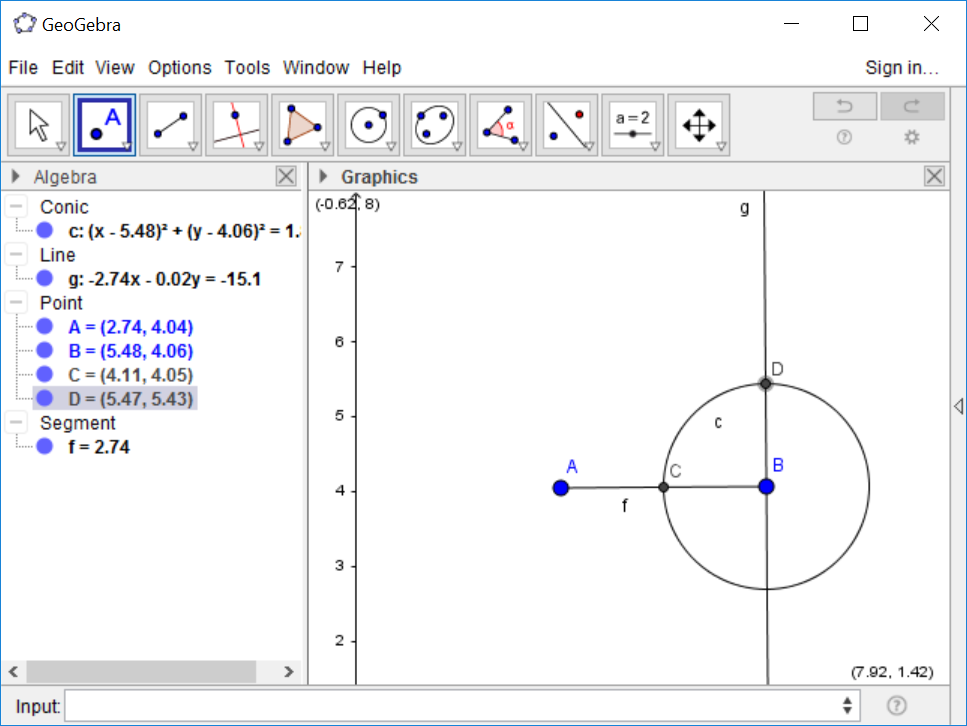 GeoGebra
File Edit View Options Tools Window Help Sign in...
A α a = 2
Algebra
Graphics
Conic
c: (x - 5.48)² + (y - 4.06)² = 1.
Line
g: -2.74x - 0.02y = -15.1
Point
A = (2.74, 4.04)
B = (5.48, 4.06)
C = (4.11, 4.05)
D = (5.47, 5.43)
Segment
f = 2.74
(-0.62, 8)
g
7
6
D
5
c
A
C
B
4
f
3
2
(7.92, 1.42)
Input: